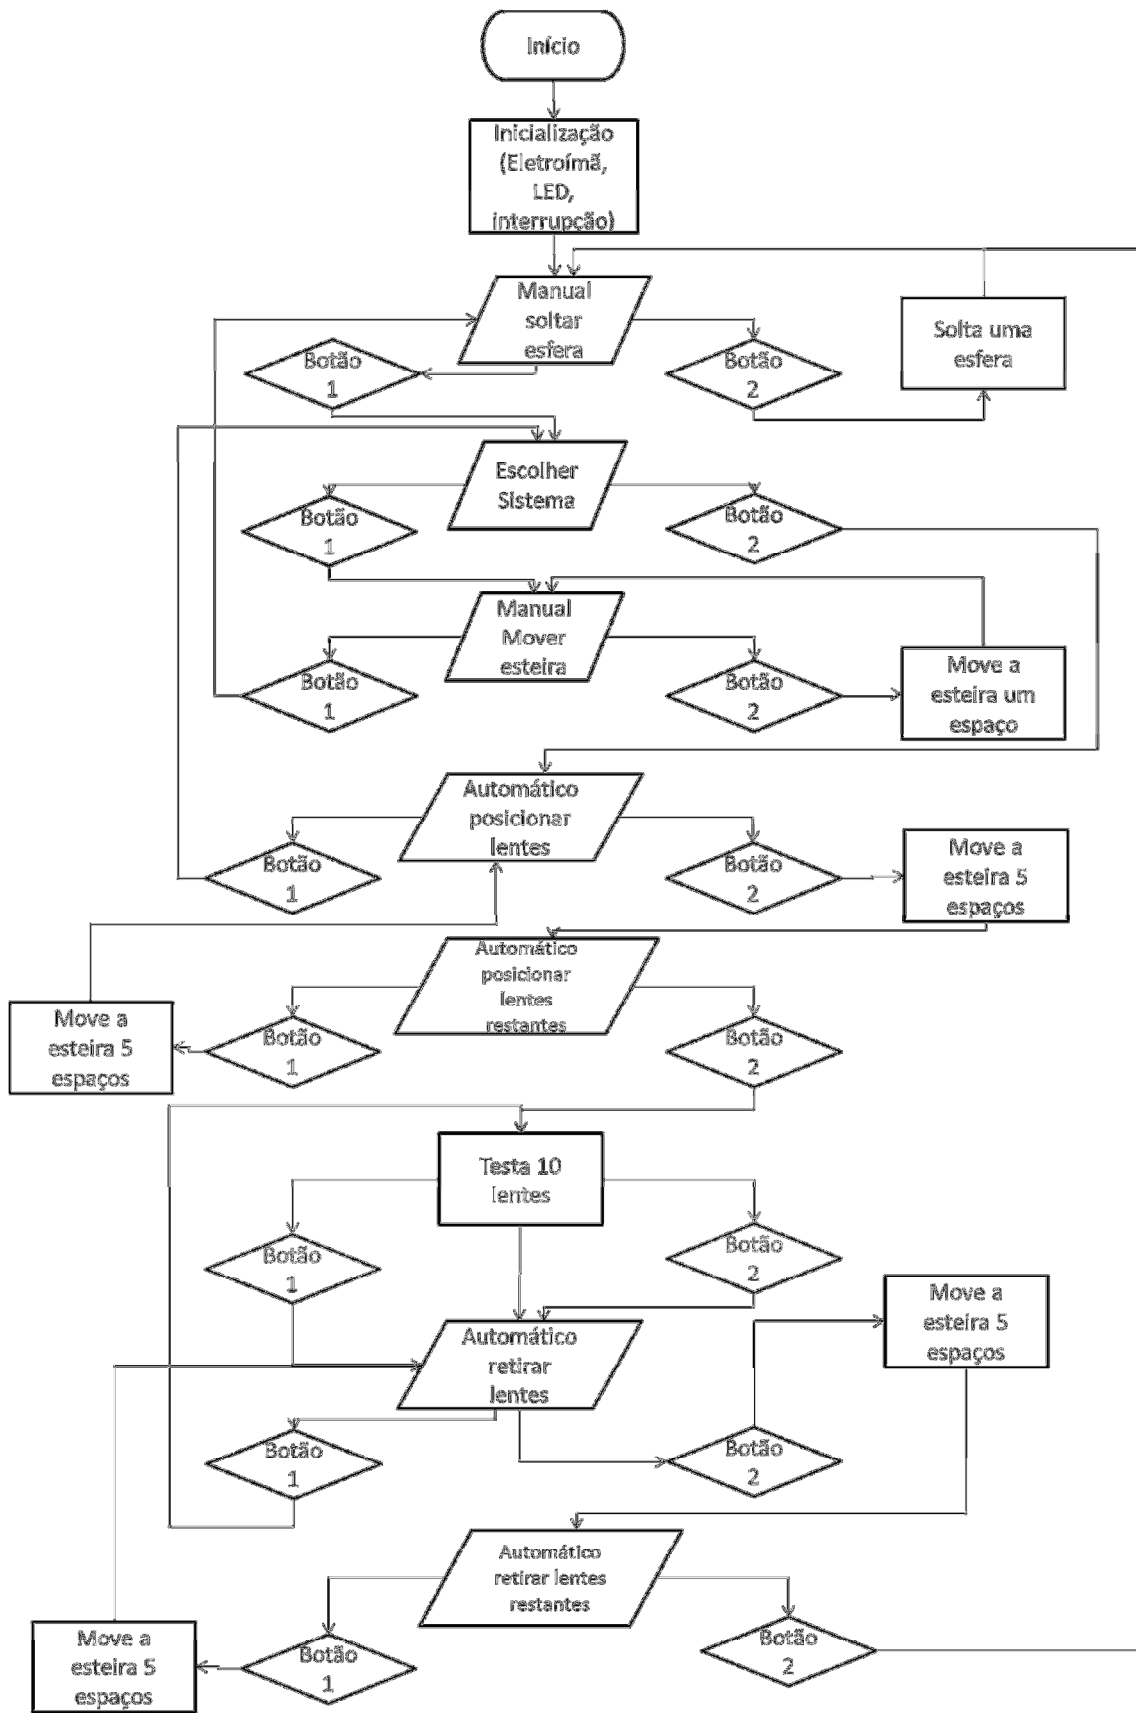 Início
Inicialização
(Eletroímã,
LED,
interrupção)
Manual
soltar
esfera
Solta uma
esfera
Botão
1
Botão
2
Escolher
Sistema
Botão
1
Botão
2
Manual
Mover
esteira
Botão
1
Botão
2
Move a
esteira um
espaço
Automático
posicionar
lentes
Botão
1
Botão
2
Move a
esteira 5
espaços
Automático
posicionar
lentes
restantes
Move a
esteira 5
espaços
Botão
1
Botão
2
Testa 10
lentes
Botão
1
Botão
2
Move a
esteira 5
espaços
Automático
retirar
lentes
Botão
1
Botão
2
Automático
retirar lentes
restantes
Move a
esteira 5
espaços
Botão
1
Botão
2